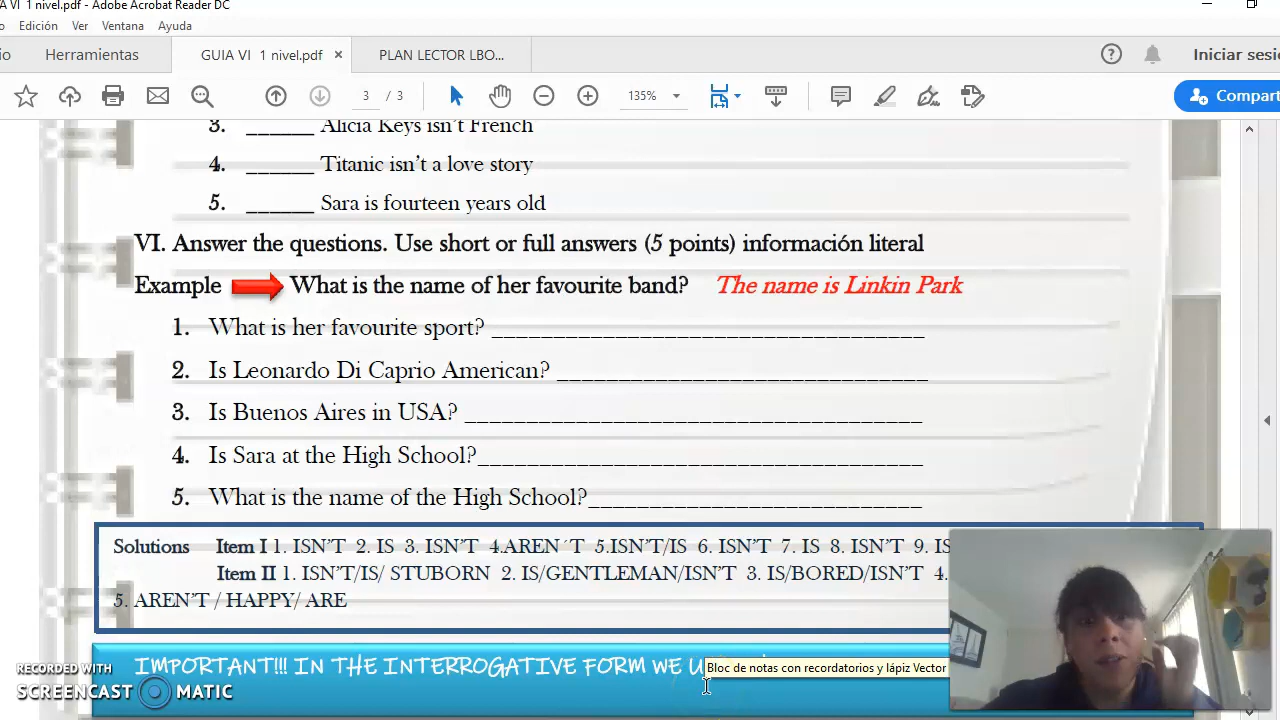 A VI 1 nivel.pdf - Adobe Acrobat Reader DC
o Edición Ver Ventana Ayuda
io Herramientas GUIA VI 1 nivel.pdf × PLAN LECTOR LBO... Iniciar sesió
3 / 3 135% Compart
3. ______ Alicia Keys isn't French
4. ______ Titanic isn't a love story
5. ______ Sara is fourteen years old
VI. Answer the questions. Use short or full answers (5 points) información literal
Example What is the name of her favourite band? The name is Linkin Park
1. What is her favourite sport? ___________________________________
2. Is Leonardo Di Caprio American? ______________________________
3. Is Buenos Aires in USA? _____________________________________
4. Is Sara at the High School?____________________________________
5. What is the name of the High School?___________________________
Solutions Item I 1. ISN'T 2. IS 3. ISN'T 4.AREN´T 5.ISN'T/IS 6. ISN'T 7. IS 8. ISN'T 9. IS
Item II 1. ISN'T/IS/ STUBORN 2. IS/GENTLEMAN/ISN'T 3. IS/BORED/ISN'T 4.
5. AREN'T / HAPPY/ ARE
IMPORTANT!!! IN THE INTERROGATIVE FORM WE
Bloc de notas con recordatorios y lápiz Vector
RECORDED WITH
SCREENCAST MATIC